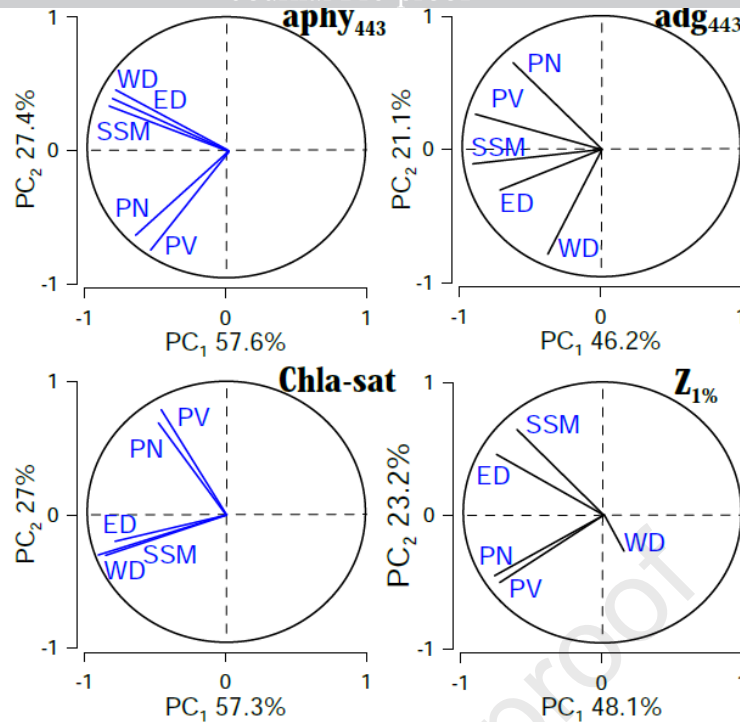 aphy443
1
0
-1
PC2 27.4%
WD
ED
SSM
PN
PV
-1
0
1
PC1 57.6%
adg443
1
0
-1
PC2 21.1%
PN
PV
SSM
ED
WD
-1
0
1
PC1 46.2%
Chla-sat
1
0
-1
PC2 27%
PV
PN
ED
SSM
WD
-1
0
1
PC1 57.3%
Z1%
1
0
-1
PC2 23.2%
SSM
ED
WD
PN
PV
-1
0
1
PC1 48.1%
proof